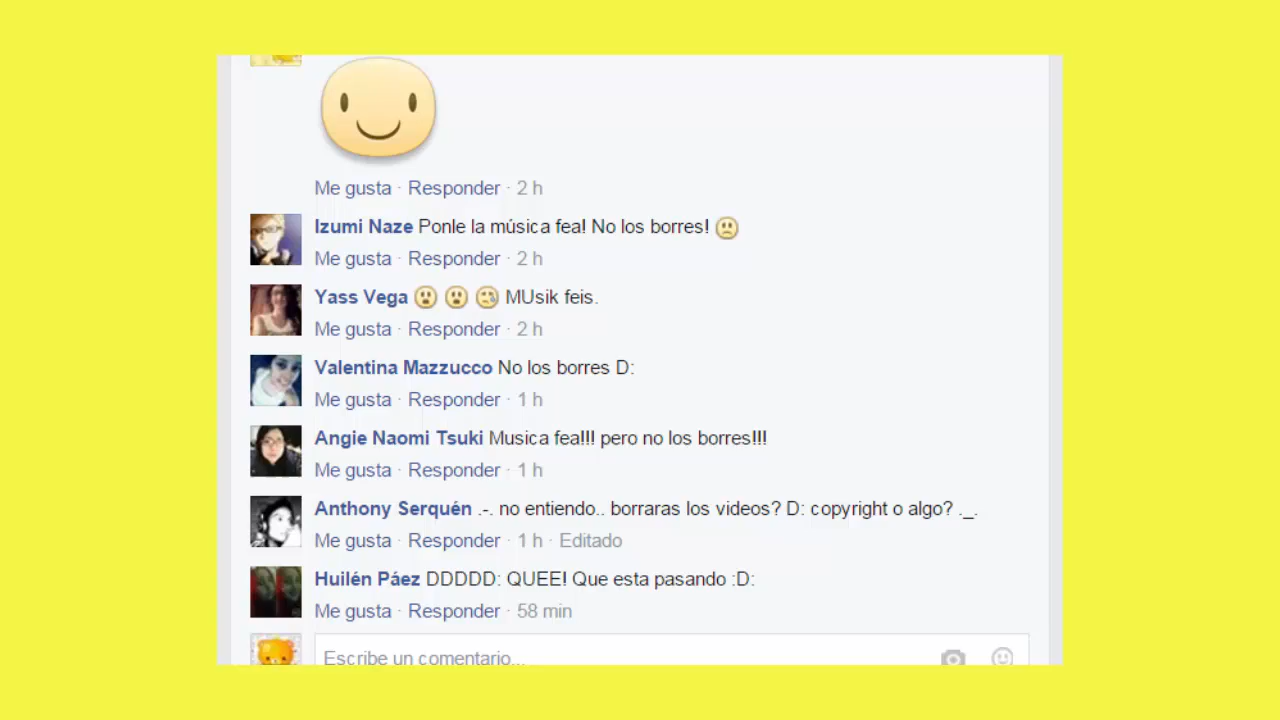 Me gusta · Responder · 2 h
Izumi Naze Ponle la música fea! No los borres!
Me gusta · Responder · 2 h
Yass Vega MUsik feis.
Me gusta · Responder · 2 h
Valentina Mazzucco No los borres D:
Me gusta · Responder · 1 h
Angie Naomi Tsuki Musica fea!!! pero no los borres!!!
Me gusta · Responder · 1 h
Anthony Serquén .-. no entiendo.. borraras los videos? D: copyright o algo? ._.
Me gusta · Responder · 1 h · Editado
Huilén Páez DDDDD: QUEE! Que esta pasando :D:
Me gusta · Responder · 58 min
Escribe un comentario...